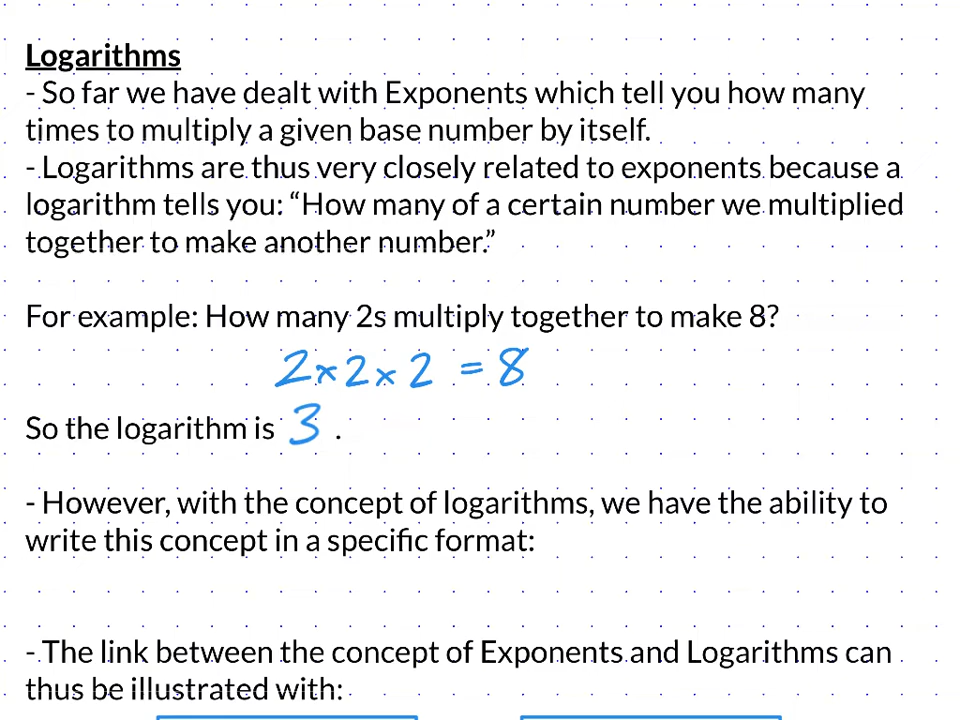 Logarithms
- So far we have dealt with Exponents which tell you how many
times to multiply a given base number by itself.
- Logarithms are thus very closely related to exponents because a
logarithm tells you: “How many of a certain number we multiplied
together to make another number.”
For example: How many 2s multiply together to make 8?
2 × 2 × 2 = 8
So the logarithm is 3 .
- However, with the concept of logarithms, we have the ability to
write this concept in a specific format:
- The link between the concept of Exponents and Logarithms can
thus be illustrated with: